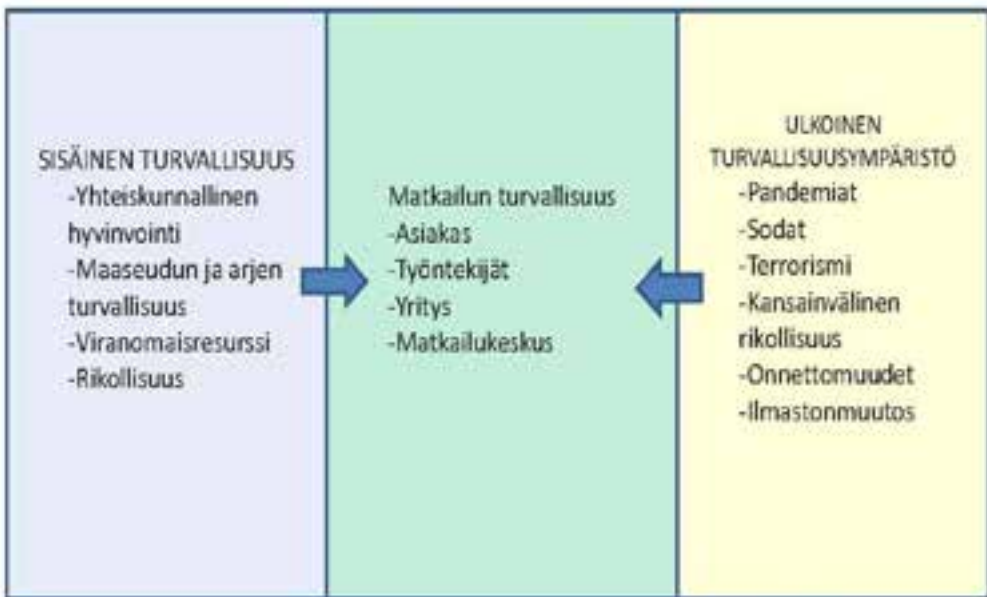 SISÄINEN TURVALLISUUS
-Yhteiskunnallinen
hyvinvointi
-Maaseudun ja arjen
turvallisuus
-Viranomaisresurssi
-Rikollisuus
Matkailun turvallisuus
-Asiakas
-Työntekijät
-Yritys
-Matkailukeskus
ULKOINEN
TURVALLISUUSYMPÄRISTÖ
-Pandemiat
-Sodat
-Terrorismi
-Kansainvälinen
rikollisuus
-Onnettomuudet
-Ilmastonmuutos